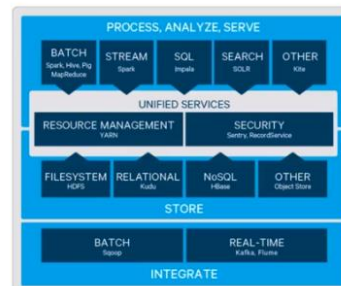 PROCESS, ANALYZE, SERVE
BATCH
Spark, Hive, Pig
MapReduce
STREAM
Spark
SQL
Impala
SEARCH
SOLR
OTHER
Kite
UNIFIED SERVICES
RESOURCE MANAGEMENT
YARN
SECURITY
Sentry, RecordService
FILESYSTEM
HDFS
RELATIONAL
Kudu
NoSQL
HBase
OTHER
Object Store
STORE
BATCH
Sqoop
REAL-TIME
Kafka, Flume
INTEGRATE